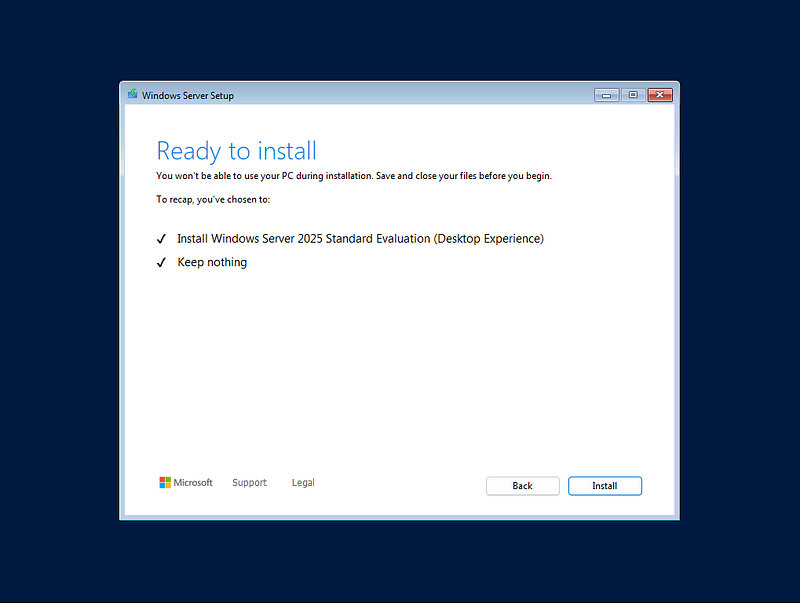 Windows Server Setup
Ready to install
You won't be able to use your PC during installation. Save and close your files before you begin.
To recap, you've chosen to:
✓ Install Windows Server 2025 Standard Evaluation (Desktop Experience)
✓ Keep nothing
Microsoft Support Legal Back Install